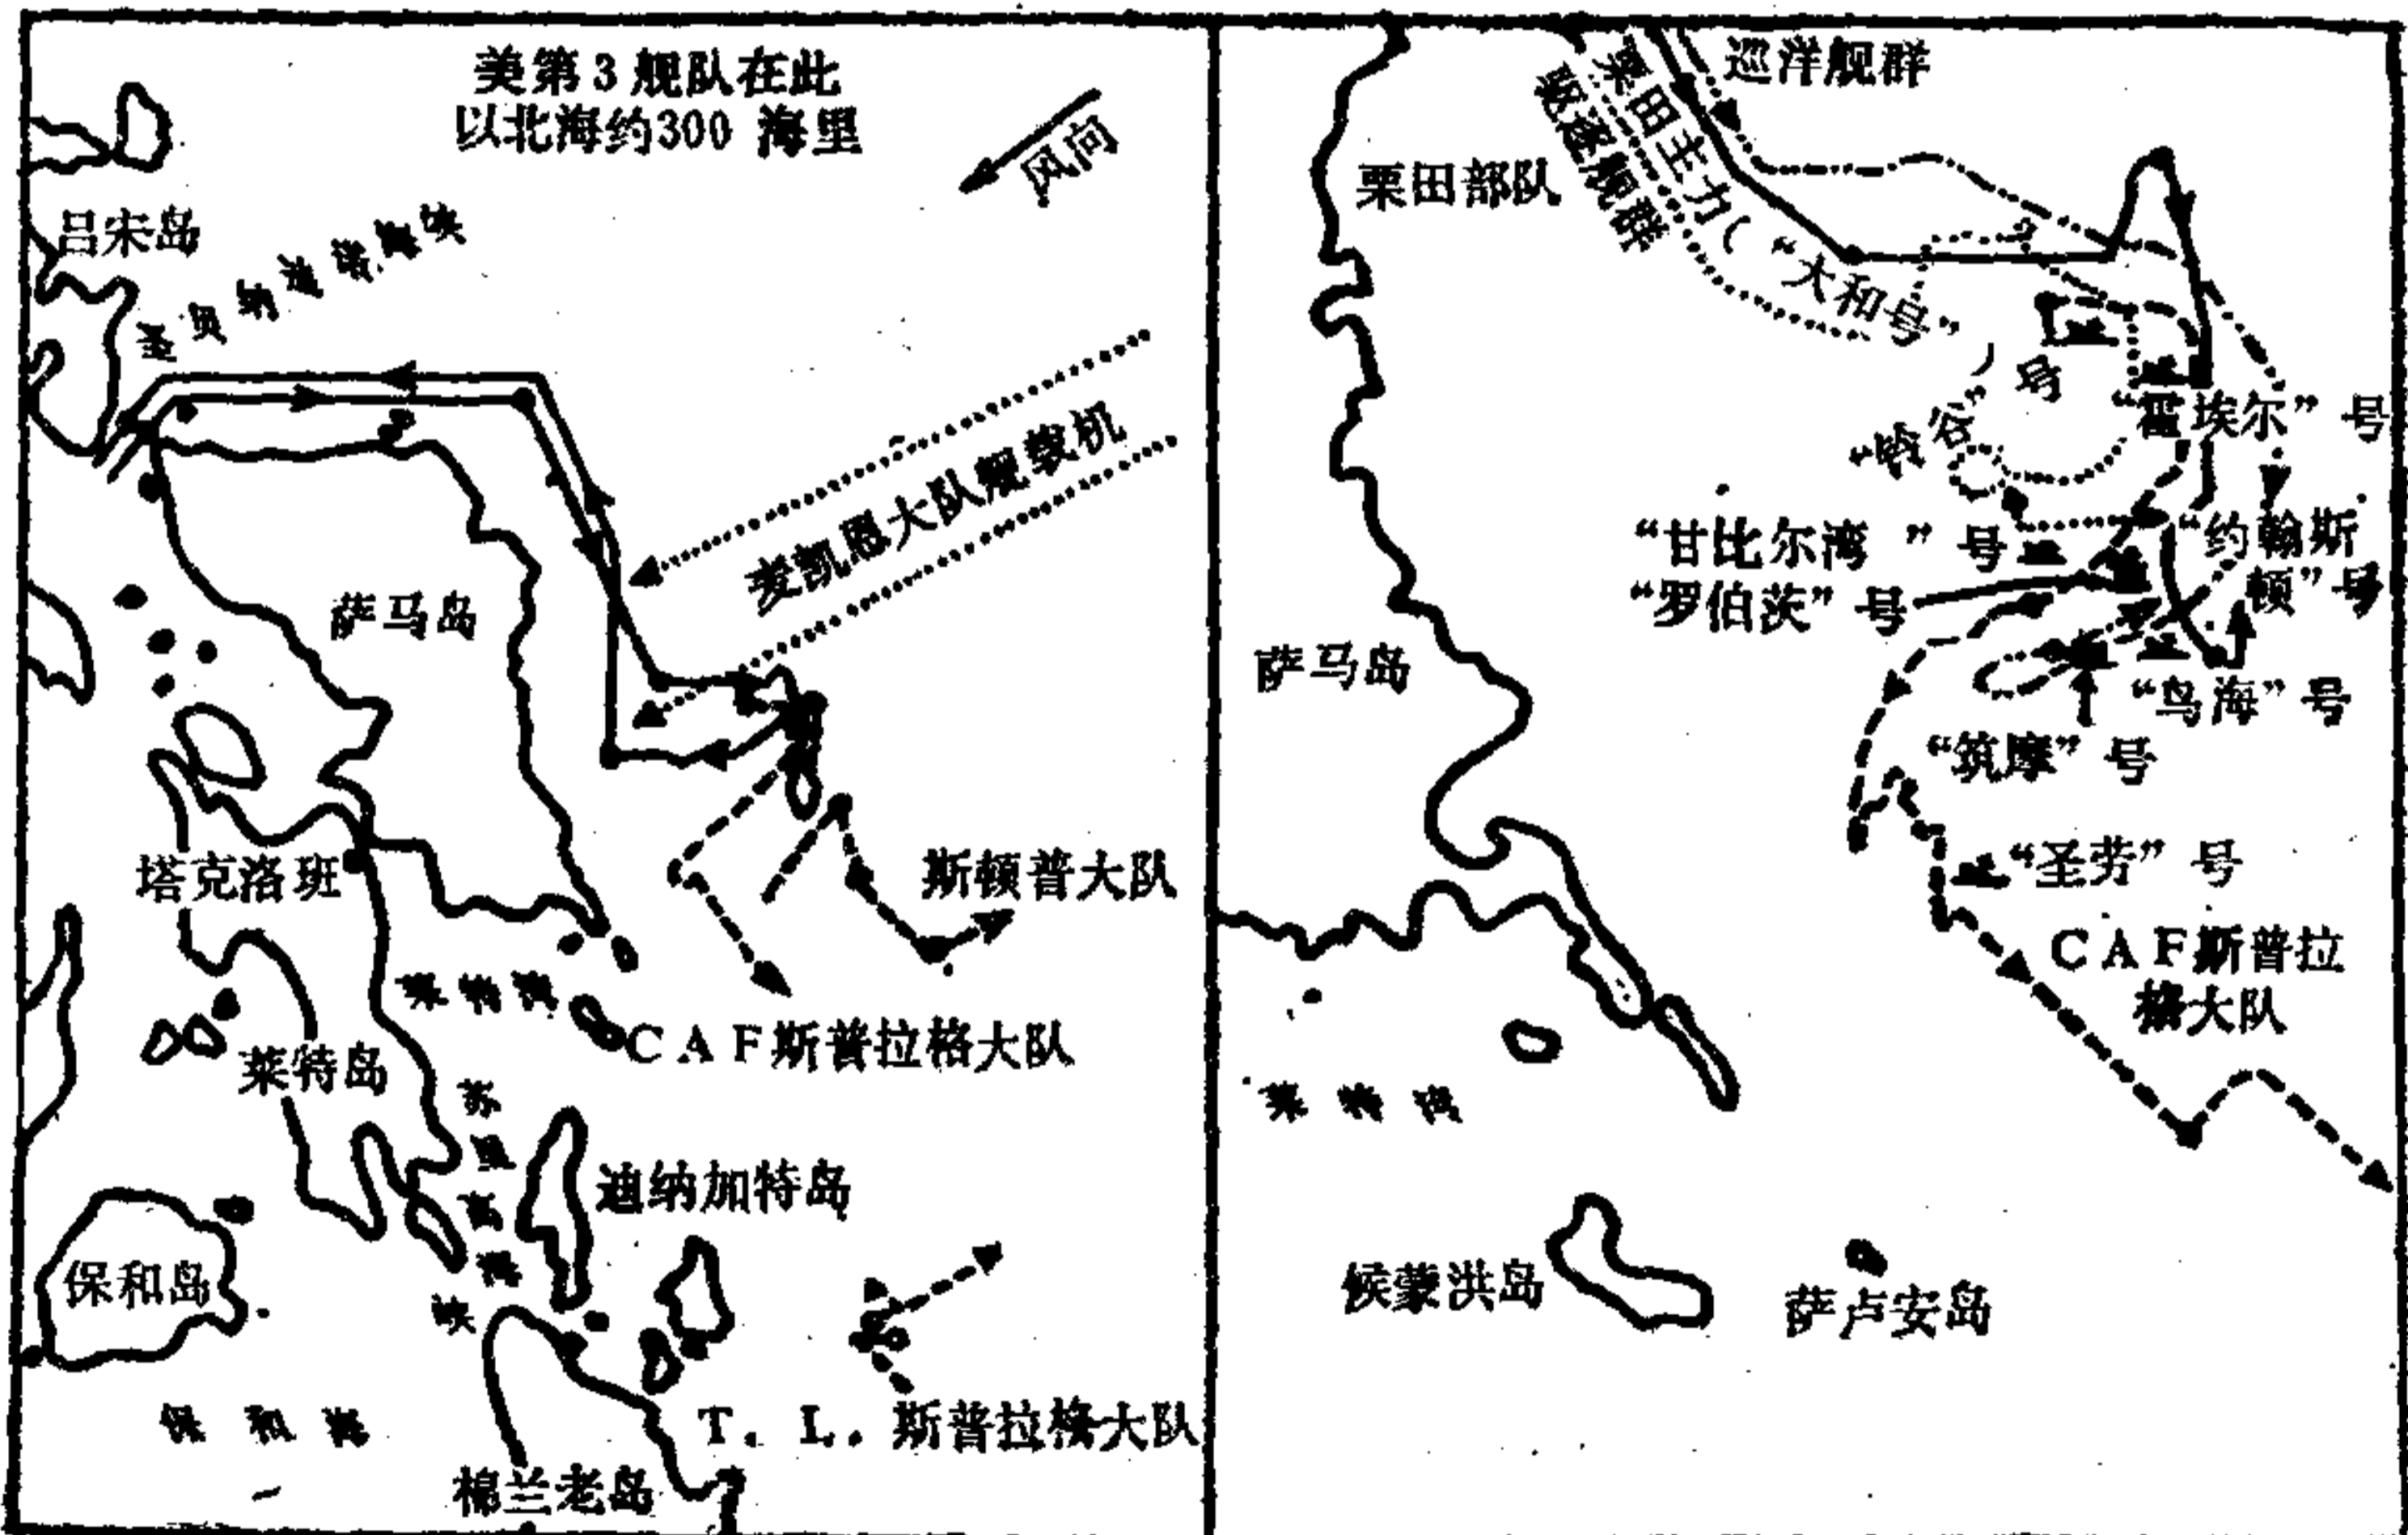 美第3舰队在此
以北海约300 海里
风向
吕宋岛
圣贝纳迪诺海峡
麦凯恩大队舰载机
萨马岛
塔克洛班
斯顿普大队
莱特湾
CAF斯普拉格大队
莱特岛
迪纳加特岛
保和岛
保和海
T. L. 斯普拉格大队
棉兰老岛
巡洋舰群
栗田主力(“大和号”)
驱逐舰群
栗田部队
“霍埃尔”号
“铃谷”号
“甘比尔湾”号
“约翰斯
顿”号
“罗伯茨”号
萨马岛
“鸟海”号
“筑摩”号
“圣芳”号
CAF斯普拉
格大队
莱特湾
候蒙洪岛
萨卢安岛